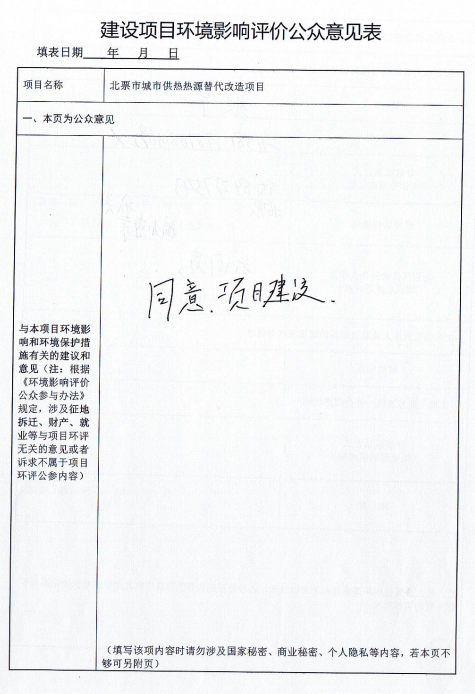 建设项目环境影响评价公众意见表
填表日期 年 月 日
项目名称 北票市城市供热热源替代改造项目
一、本页为公众意见
同意项目建设.
与本项目环境影
响和环境保护措
施有关的建议和
意见（注：根据
《环境影响评价
公众参与办法》
规定，涉及征地
拆迁、财产、就
业等与项目环评
无关的意见或者
诉求不属于项目
环评公参内容）
（填写该项内容时请勿涉及国家秘密、商业秘密、个人隐私等内容，若本页不
够可另附页）